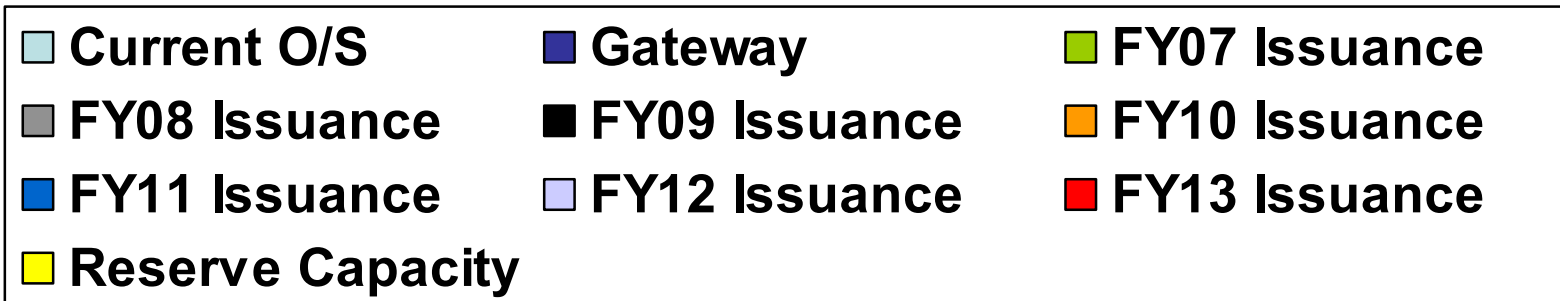 Current O/S Gateway FY07 Issuance
FY08 Issuance FY09 Issuance FY10 Issuance
FY11 Issuance FY12 Issuance FY13 Issuance
Reserve Capacity